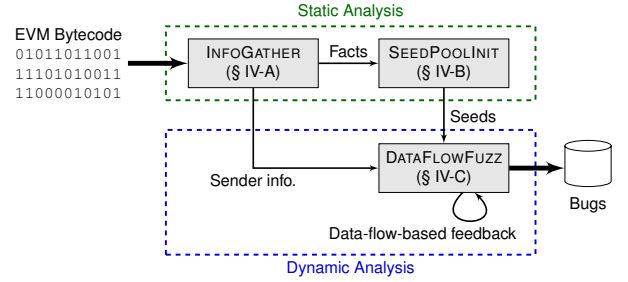 Static Analysis
EVM Bytecode
01011011001
11101010011
11000010101
INFOGATHER
(§ IV-A)
Facts
SEEDPOOLINIT
(§ IV-B)
Seeds
Sender info.
DATAFLOWFUZZ
(§ IV-C)
Bugs
Data-flow-based feedback
Dynamic Analysis